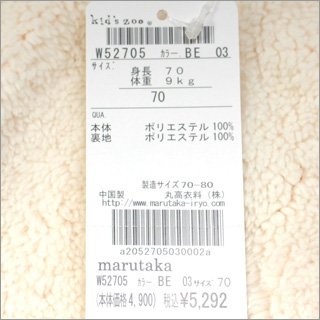 kid's zoo
W52705 カラー BE 03
サイズ:
身長 70
体重 9kg
70
QUA.
本体 ポリエステル 100%
裏地 ポリエステル 100%
製造サイズ70-80
中国製 丸高衣料(株)
http://www.marutaka-iryo.com/
a2052705030002a
marutaka
W52705 カラー BE 03 サイズ: 70
(本体価格4,900) 税込¥5,292